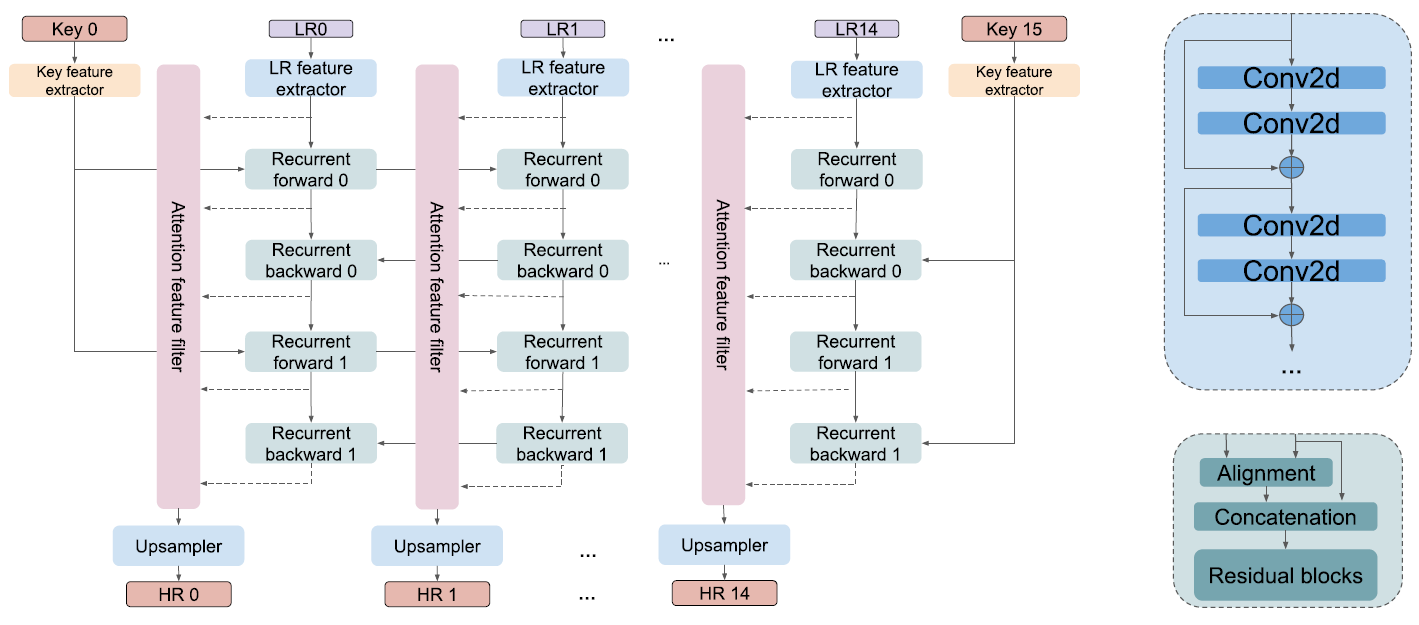 Key 0
LR0
LR1
...
LR14
Key 15
Key feature
extractor
LR feature
extractor
LR feature
extractor
LR feature
extractor
Key feature
extractor
Attention feature filter
Attention feature filter
Attention feature filter
Recurrent
forward 0
Recurrent
forward 0
Recurrent
forward 0
Recurrent
backward 0
Recurrent
backward 0
...
Recurrent
backward 0
Recurrent
forward 1
Recurrent
forward 1
Recurrent
forward 1
Recurrent
backward 1
Recurrent
backward 1
Recurrent
backward 1
Upsampler
Upsampler
...
Upsampler
HR 0
HR 1
...
HR 14
Conv2d
Conv2d
Conv2d
Conv2d
...
Alignment
Concatenation
Residual blocks